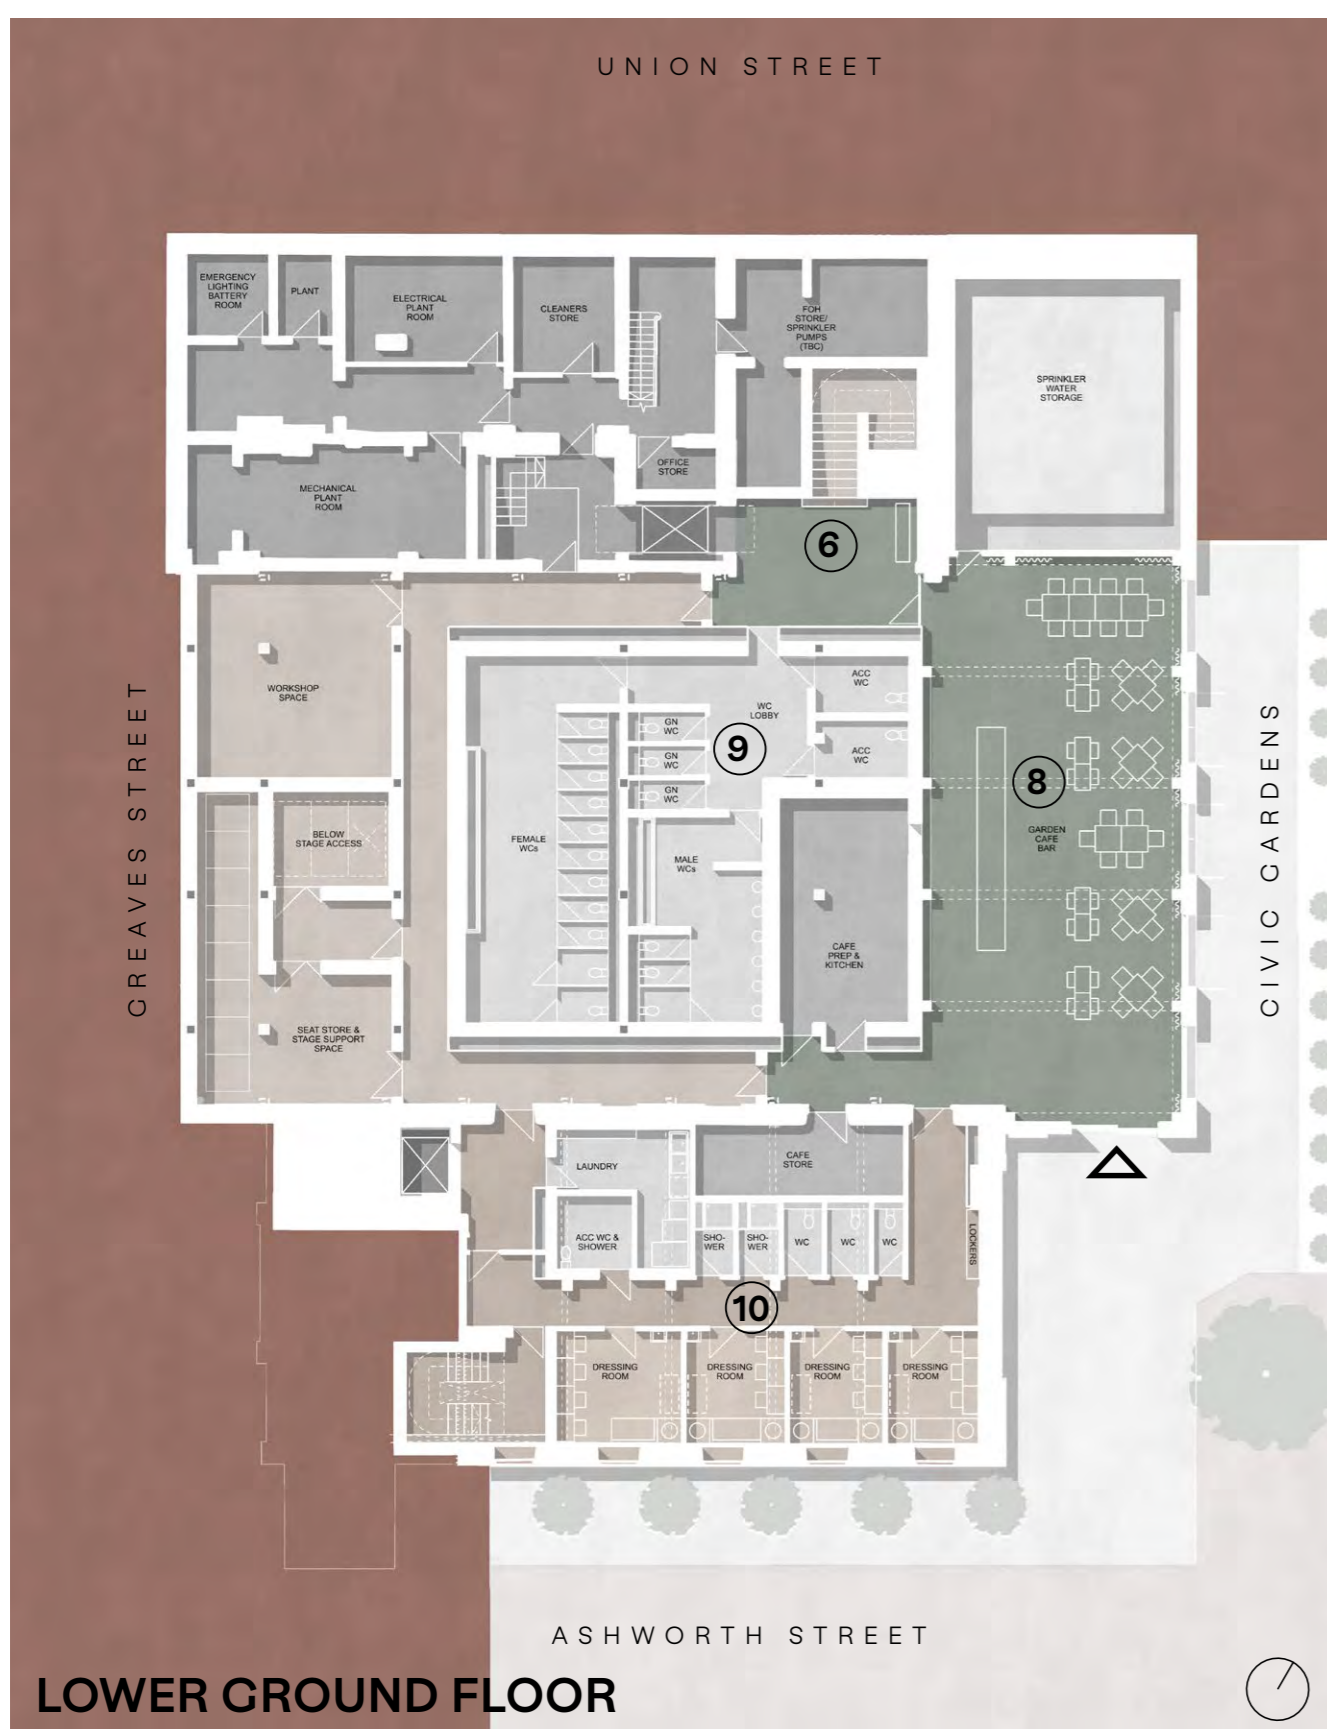 UNION STREET
EMERGENCY
LIGHTING
BATTERY
ROOM
PLANT
ELECTRICAL
PLANT
ROOM
CLEANERS
STORE
FOH
STORE/
SPRINKLER
PUMPS
(TBC)
SPRINKLER
WATER
STORAGE
OFFICE
STORE
MECHANICAL
PLANT
ROOM
6
WORKSHOP
SPACE
ACC
WC
WC
LOBBY
GN
WC
9
ACC
WC
GN
WC
GN
WC
8
GARDEN
CAFE
BAR
GREAVES STREET
CIVIC GARDENS
BELOW
STAGE ACCESS
FEMALE
WCs
MALE
WCs
CAFE
PREP &
KITCHEN
SEAT STORE &
STAGE SUPPORT
SPACE
LAUNDRY
CAFE
STORE
ACC WC &
SHOWER
SHO-
WER
SHO-
WER
WC
WC
WC
LOCKERS
10
DRESSING
ROOM
DRESSING
ROOM
DRESSING
ROOM
DRESSING
ROOM
ASHWORTH STREET
LOWER GROUND FLOOR